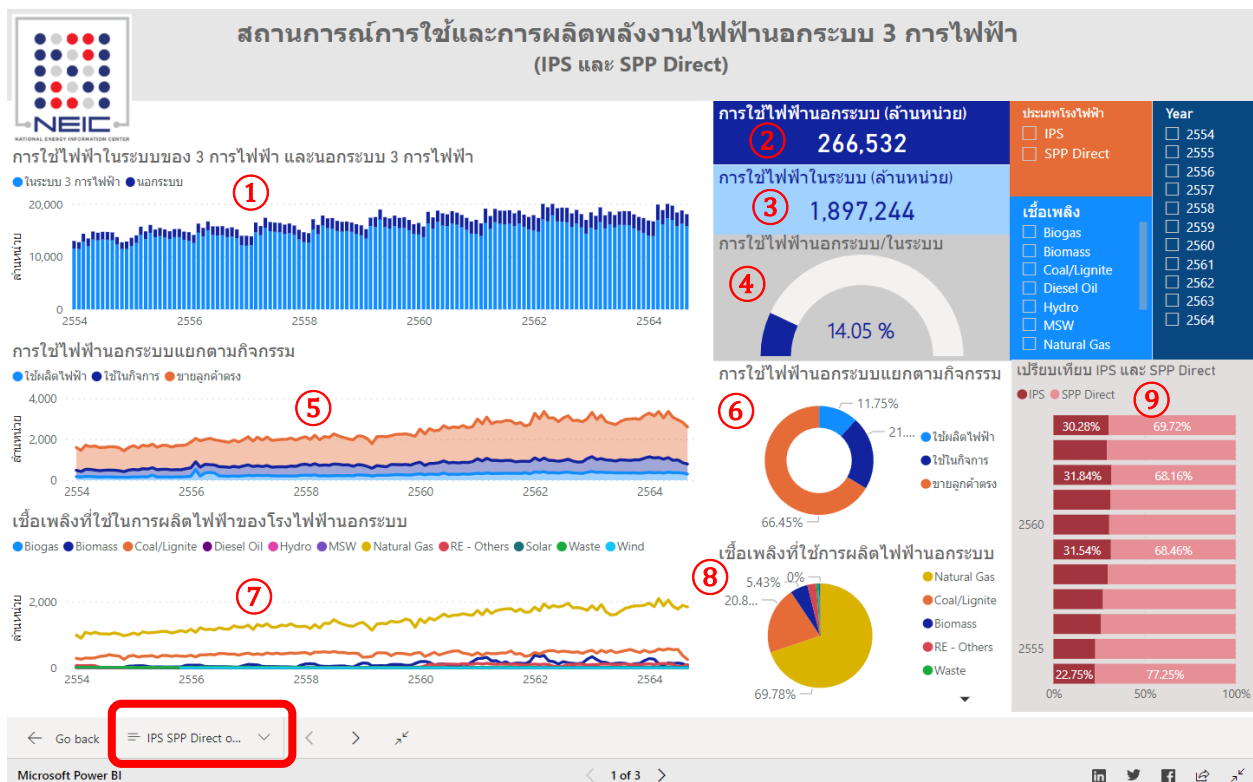 สถานการณ์การใช้และการผลิตพลังงานไฟฟ้านอกระบบ 3 การไฟฟ้า
(IPS และ SPP Direct)
NEIC
NATIONAL ENERGY INFORMATION CENTER
การใช้ไฟฟ้าในระบบของ 3 การไฟฟ้า และนอกระบบ 3 การไฟฟ้า
ในระบบ 3 การไฟฟ้า นอกระบบ
①
ล้านหน่วย
20,000
10,000
0
2554 2556 2558 2560 2562 2564
การใช้ไฟฟ้านอกระบบ (ล้านหน่วย)
② 266,532
การใช้ไฟฟ้าในระบบ (ล้านหน่วย)
③ 1,897,244
การใช้ไฟฟ้านอกระบบ/ในระบบ
④
14.05 %
ประเภทโรงไฟฟ้า
IPS
SPP Direct
เชื้อเพลิง
Biogas
Biomass
Coal/Lignite
Diesel Oil
Hydro
MSW
Natural Gas
Year
2554
2555
2556
2557
2558
2559
2560
2561
2562
2563
2564
การใช้ไฟฟ้านอกระบบแยกตามกิจกรรม
ใช้ผลิตไฟฟ้า ใช้ในกิจการ ขายลูกค้าตรง
⑤
ล้านหน่วย
4,000
2,000
0
2554 2556 2558 2560 2562 2564
การใช้ไฟฟ้านอกระบบแยกตามกิจกรรม
⑥
11.75%
21....
66.45%
ใช้ผลิตไฟฟ้า
ใช้ในกิจการ
ขายลูกค้าตรง
เชื้อเพลิงที่ใช้ในการผลิตไฟฟ้าของโรงไฟฟ้านอกระบบ
Biogas Biomass Coal/Lignite Diesel Oil Hydro MSW Natural Gas RE - Others Solar Waste Wind
⑦
ล้านหน่วย
2,000
0
2554 2556 2558 2560 2562 2564
เชื้อเพลิงที่ใช้การผลิตไฟฟ้านอกระบบ
⑧
0%
5.43%
20.8...
69.78%
Natural Gas
Coal/Lignite
Biomass
RE - Others
Waste
เปรียบเทียบ IPS และ SPP Direct
IPS SPP Direct
⑨
30.28% 69.72%
31.84% 68.16%
2560
31.54% 68.46%
2555
22.75% 77.25%
0% 50% 100%
Go back
IPS SPP Direct o...
Microsoft Power BI
1 of 3